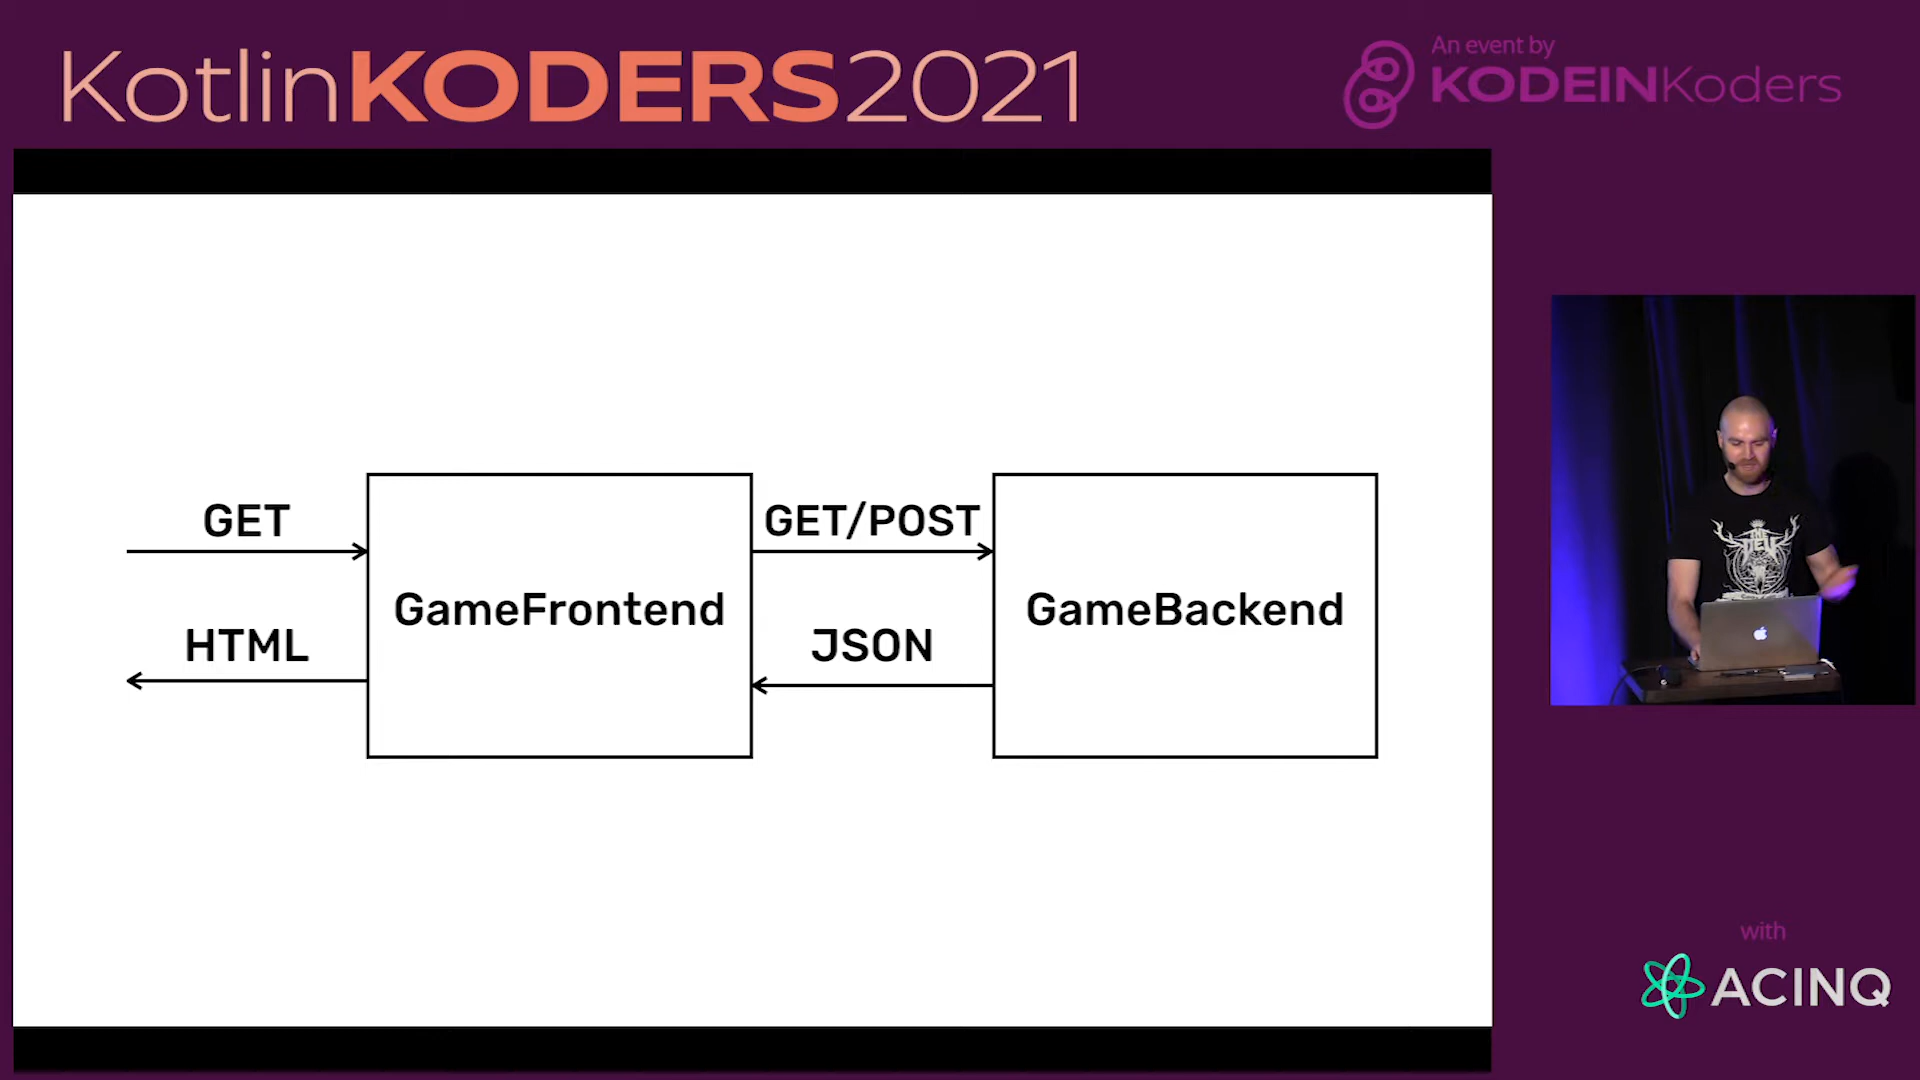 KotlinKODERS2021
An event by
KODEINKoders
GET
HTML
GameFrontend
GET/POST
JSON
GameBackend
with
ACINQ